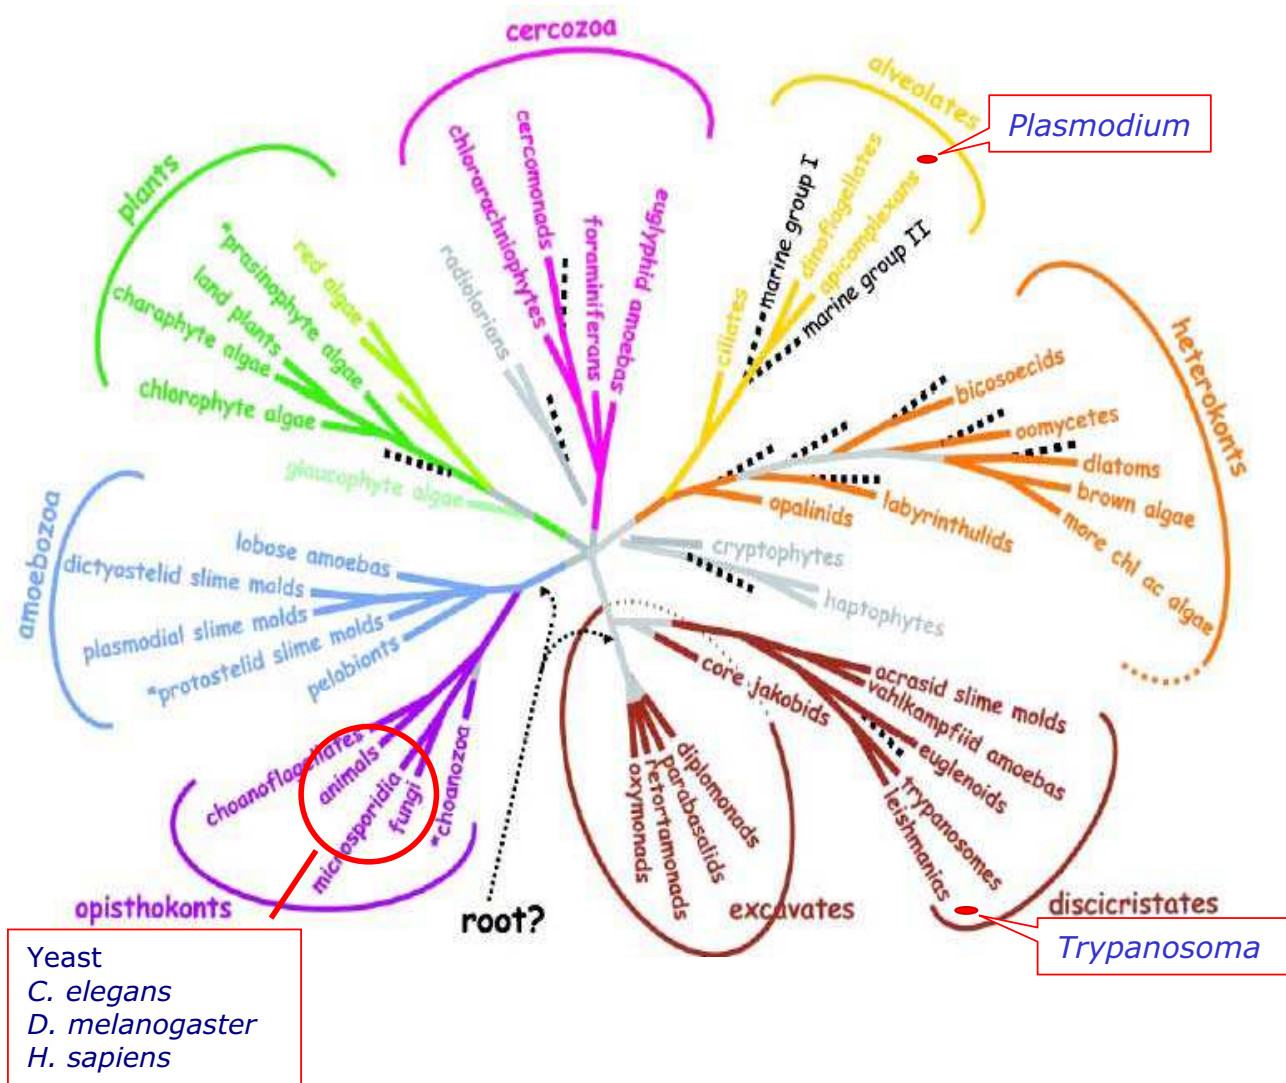 cercozoa
alveolates
Plasmodium
plants
cercomonads
chlorarachniophytes
foraminiferans
euglyphid amoebas
radiolarians
marine group I
dinoflagellates
apicomplexans
marine group II
ciliates
*prasinophyte algae
red algae
land plants
charaphyte algae
chlorophyte algae
glaucophyte algae
heterokonts
bicosoecids
oomycetes
diatoms
brown algae
more chl ac algae
labyrinthulids
opalinids
cryptophytes
haptophytes
amoebozoa
lobose amoebas
dictyostelid slime molds
plasmodial slime molds
*protostelid slime molds
pelobionts
core jakobids
acrasid slime molds
vahlkampfiid amoebas
euglenoids
trypanosomes
leishmanias
diplomonads
parabasalids
retortamonads
oxymonads
choanoflagellates
animals
microsporidia
fungi
*choanozoa
opisthokonts
root?
excavates
discicristates
Trypanosoma
Yeast
C. elegans
D. melanogaster
H. sapiens